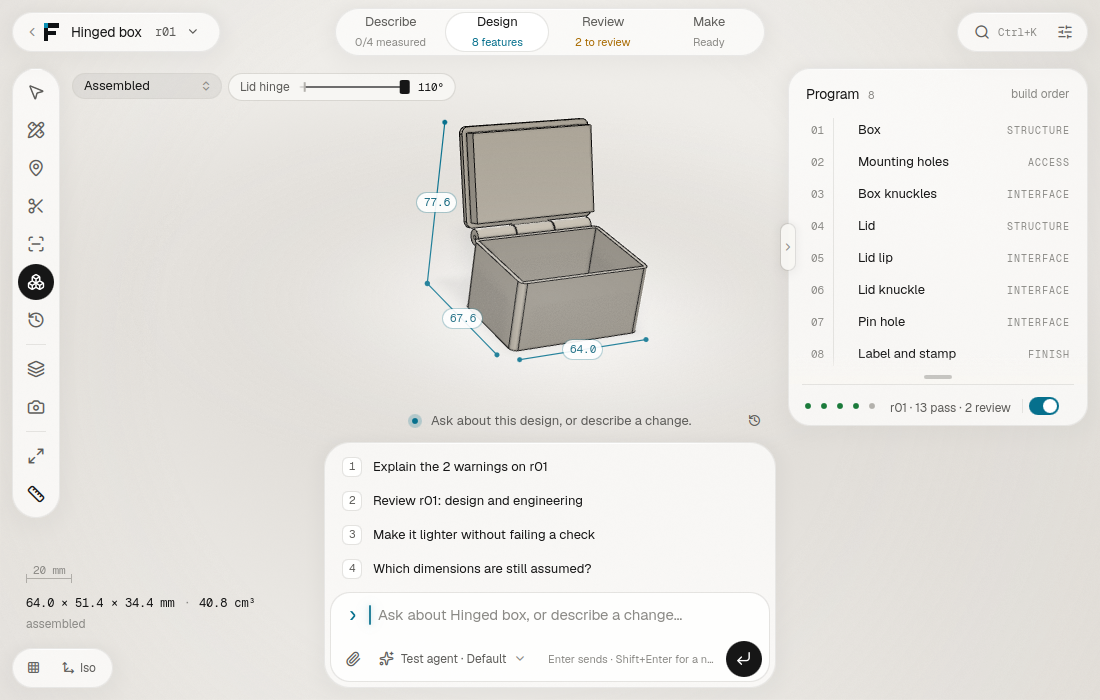 Hinged box r01
Describe
0/4 measured
Design
8 features
Review
2 to review
Make
Ready
Ctrl+K
Assembled
Lid hinge 110°
77.6
67.6
64.0
Program 8 build order
01 Box STRUCTURE
02 Mounting holes ACCESS
03 Box knuckles INTERFACE
04 Lid STRUCTURE
05 Lid lip INTERFACE
06 Lid knuckle INTERFACE
07 Pin hole INTERFACE
08 Label and stamp FINISH
r01 · 13 pass · 2 review
Ask about this design, or describe a change.
1 Explain the 2 warnings on r01
2 Review r01: design and engineering
3 Make it lighter without failing a check
4 Which dimensions are still assumed?
Ask about Hinged box, or describe a change…
Test agent · Default
Enter sends · Shift+Enter for a n…
20 mm
64.0 × 51.4 × 34.4 mm · 40.8 cm³
assembled
Iso